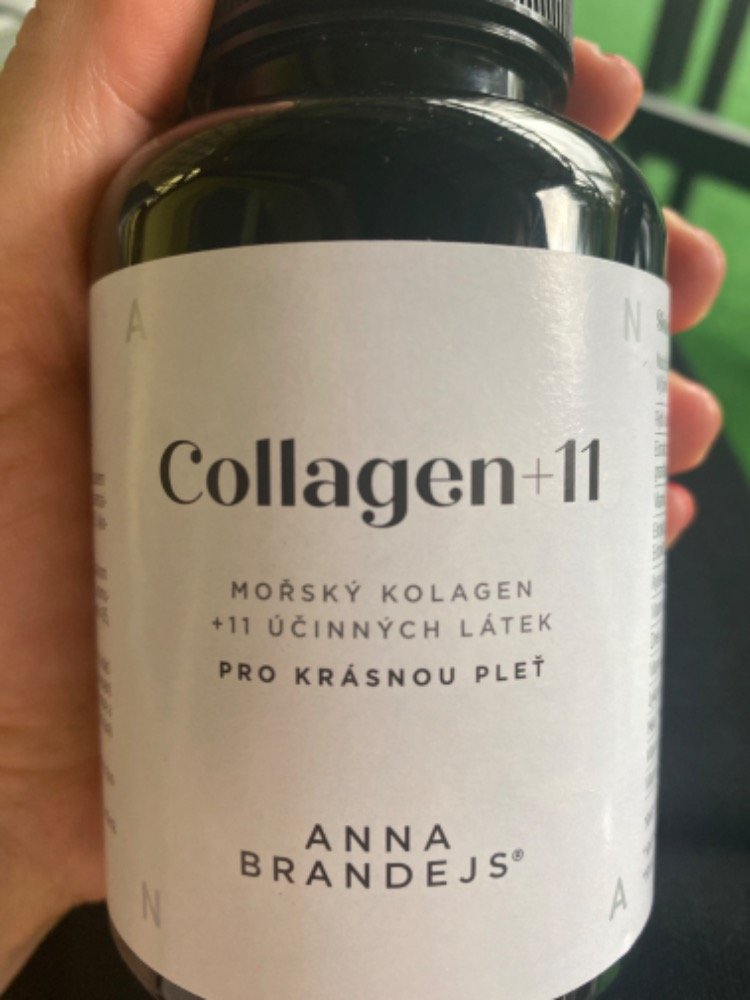 A N
Collagen+11
MOŘSKÝ KOLAGEN
+11 ÚČINNÝCH LÁTEK
PRO KRÁSNOU PLEŤ
ANNA
BRANDEJS®
N A